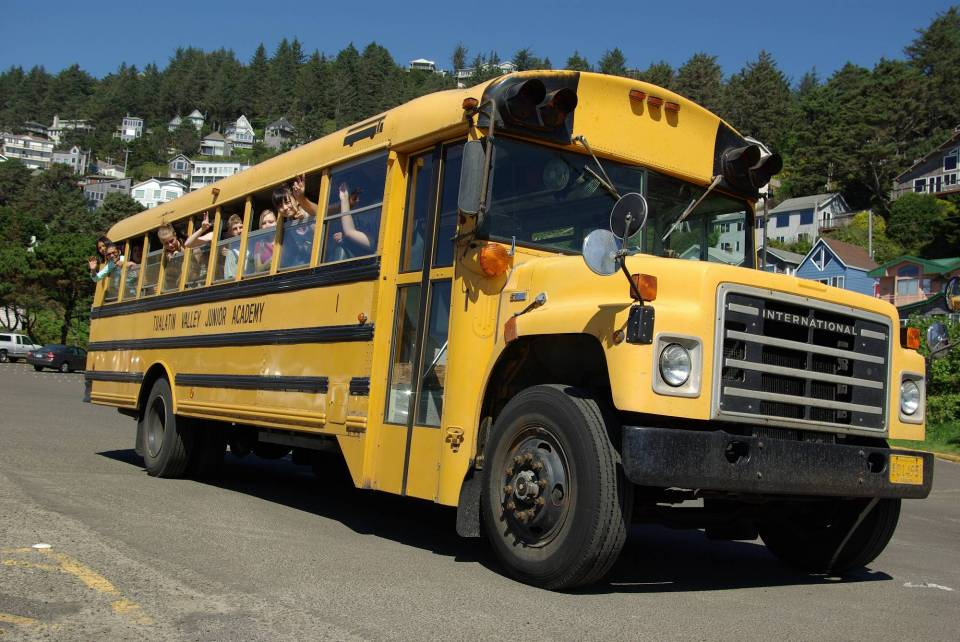 TUALATIN VALLEY JUNIOR ACADEMY
INTERNATIONAL